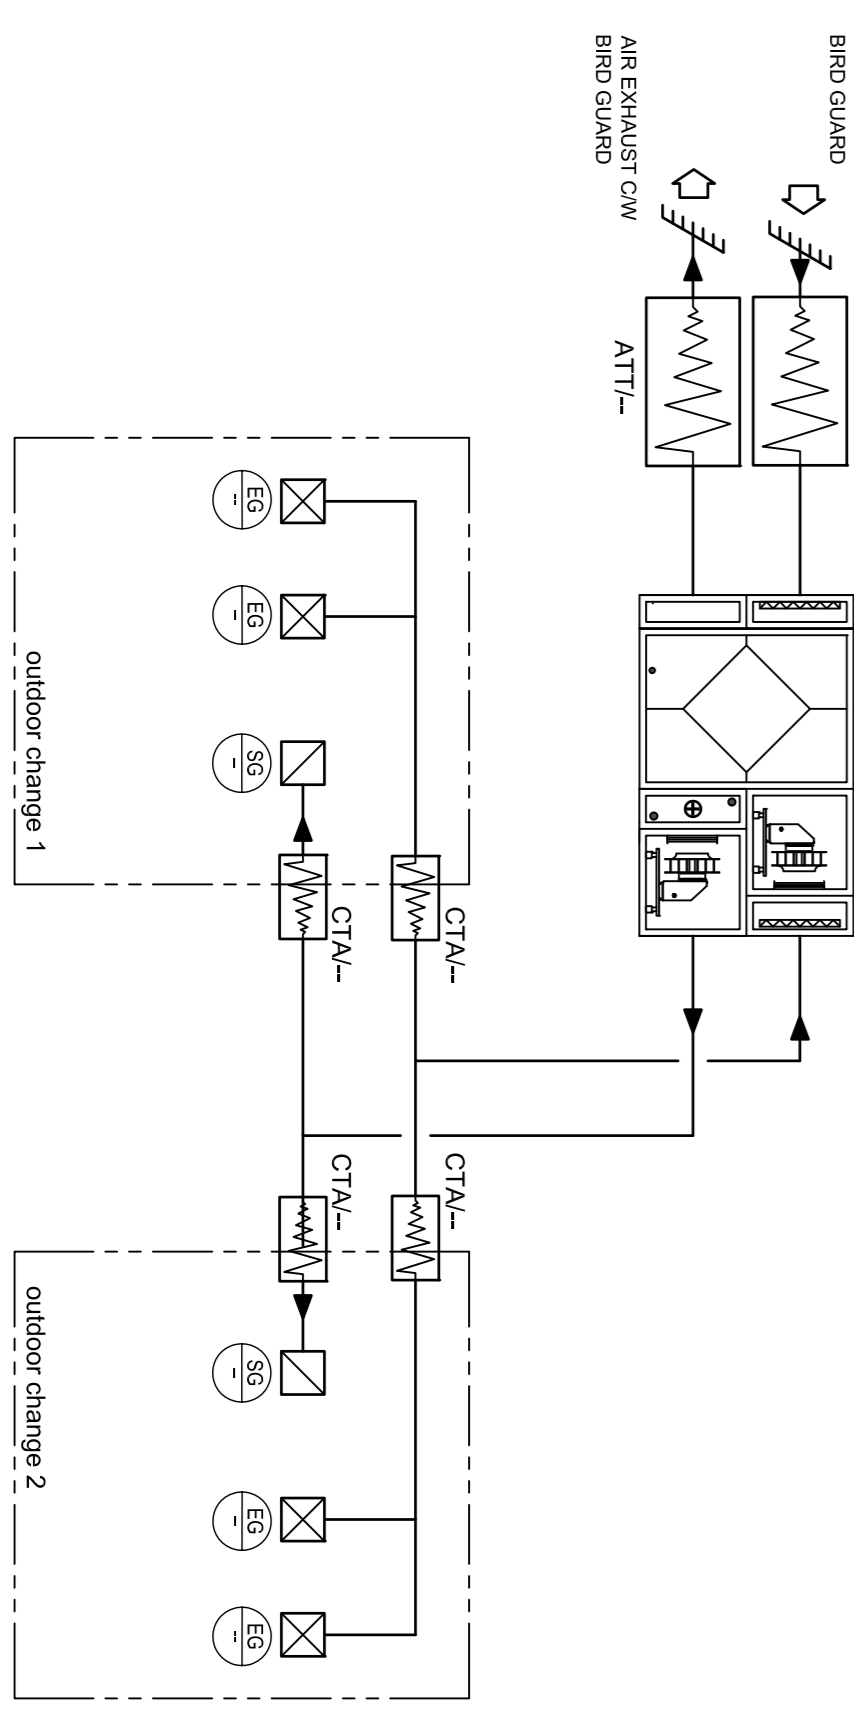 BIRD GUARD
AIR EXHAUST C/W
BIRD GUARD
ATT/--
CTA/--
CTA/--
CTA/--
CTA/--
EG
--
EG
-
SG
-
outdoor change 1
SG
-
EG
-
EG
--
outdoor change 2